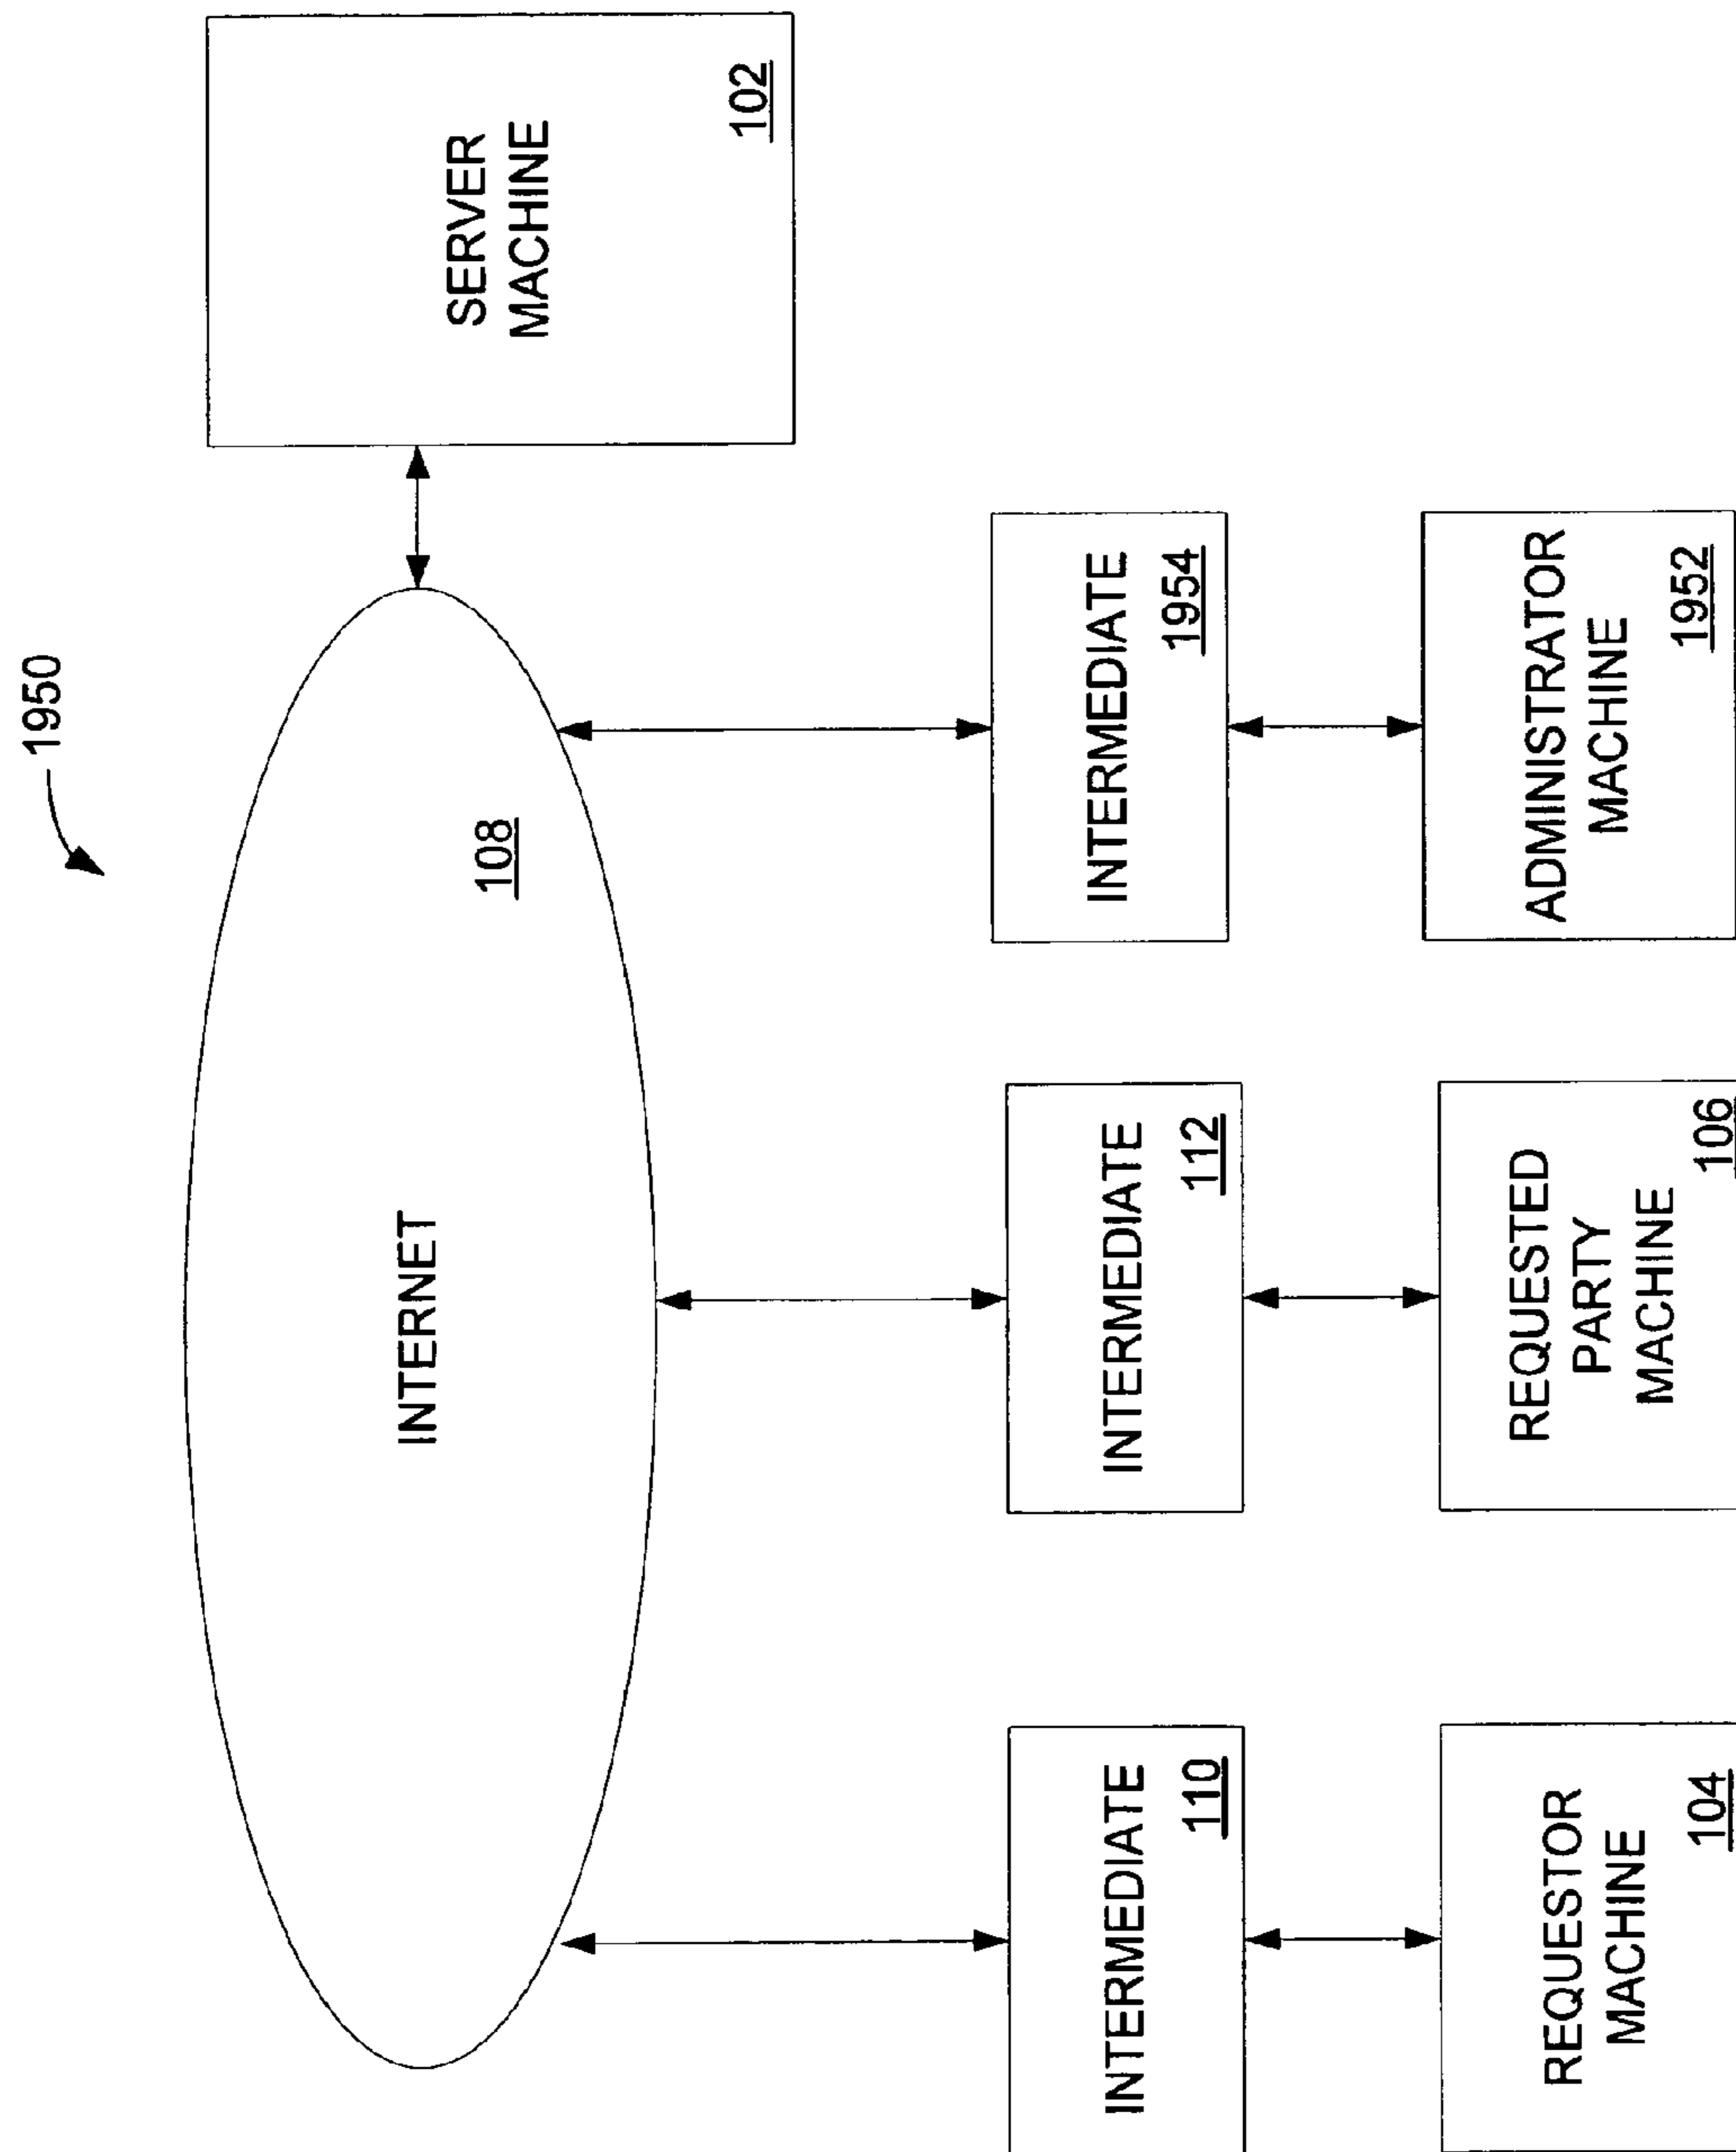 1950
INTERNET
108
SERVER
MACHINE
102
INTERMEDIATE
110
INTERMEDIATE
112
INTERMEDIATE
1954
REQUESTOR
MACHINE
104
REQUESTED
PARTY
MACHINE
106
ADMINISTRATOR
MACHINE
1952